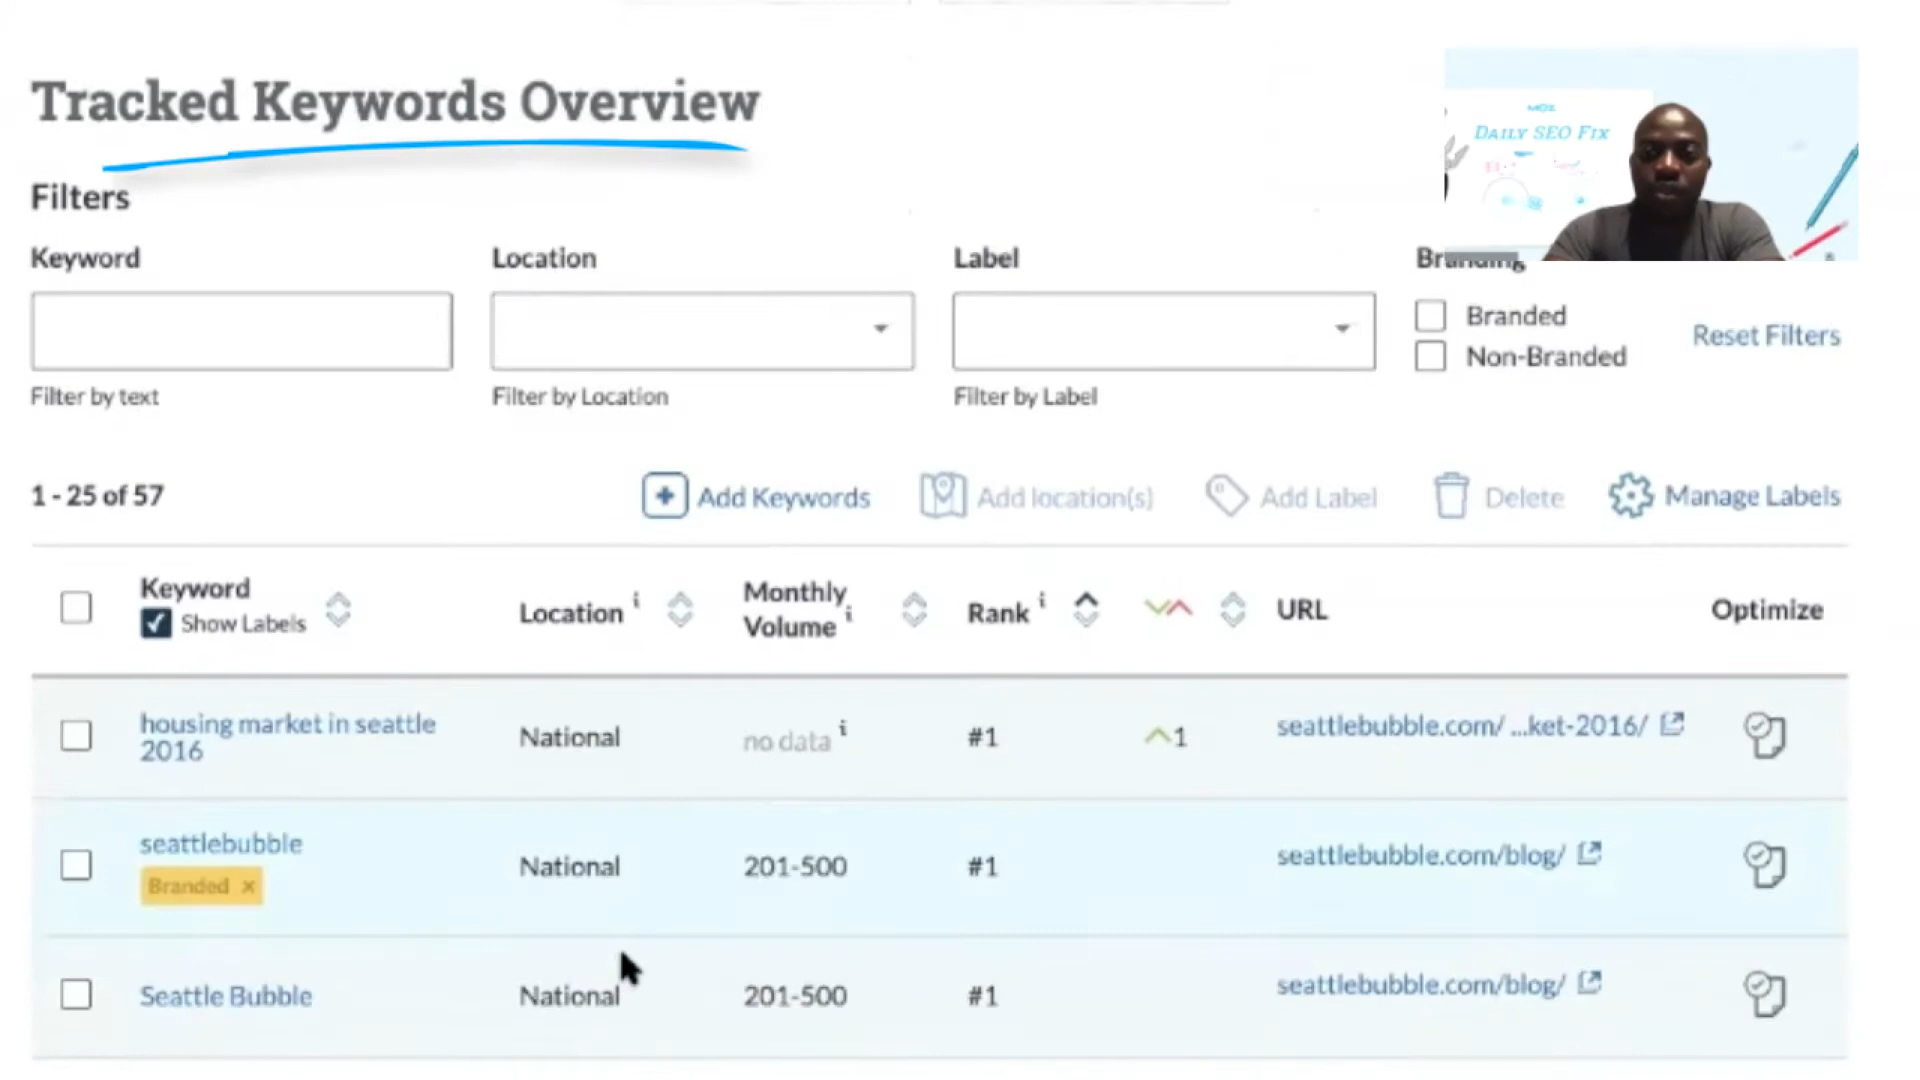 Tracked Keywords Overview
MOZ
DAILY SEO FIX
Filters
Keyword
Location
Label
Branding
Filter by text
Filter by Location
Filter by Label
Branded
Non-Branded
Reset Filters
1 - 25 of 57
Add Keywords
Add location(s)
Add Label
Delete
Manage Labels
Keyword
Show Labels
Location i
Monthly
Volume i
Rank i
URL
Optimize
housing market in seattle
2016
National
no data i
#1
1
seattlebubble.com/ ...ket-2016/
seattlebubble
Branded ×
National
201-500
#1
seattlebubble.com/blog/
Seattle Bubble
National
201-500
#1
seattlebubble.com/blog/